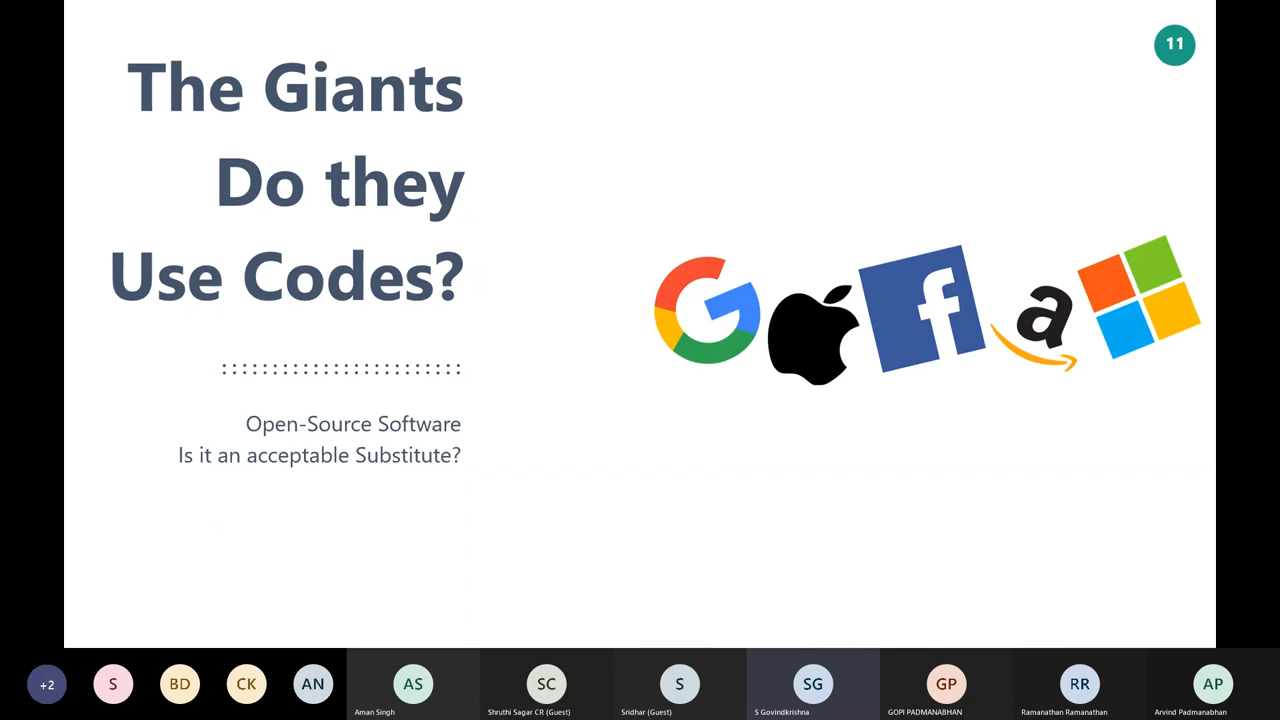 11
The Giants
Do they
Use Codes?
Open-Source Software
Is it an acceptable Substitute?
+2
S
BD
CK
AN
AS
Aman Singh
SC
Shruthi Sagar CR (Guest)
S
Sridhar (Guest)
SG
S Govindkrishna
GP
GOPI PADMANABHAN
RR
Ramanathan Ramanathan
AP
Arvind Padmanabhan